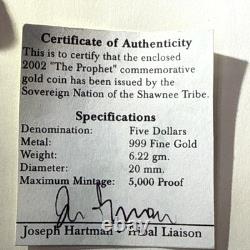 Certificate of Authenticity
This is to certify that the enclosed
2002 "The Prophet" commemorative
gold coin has been issued by the
Sovereign Nation of the Shawnee Tribe.
Specifications
Denomination: Five Dollars
Metal: 999 Fine Gold
Weight: 6.22 gm.
Diameter: 20 mm.
Maximum Mintage: 5,000 Proof
Joseph Hartman - Tribal Liaison